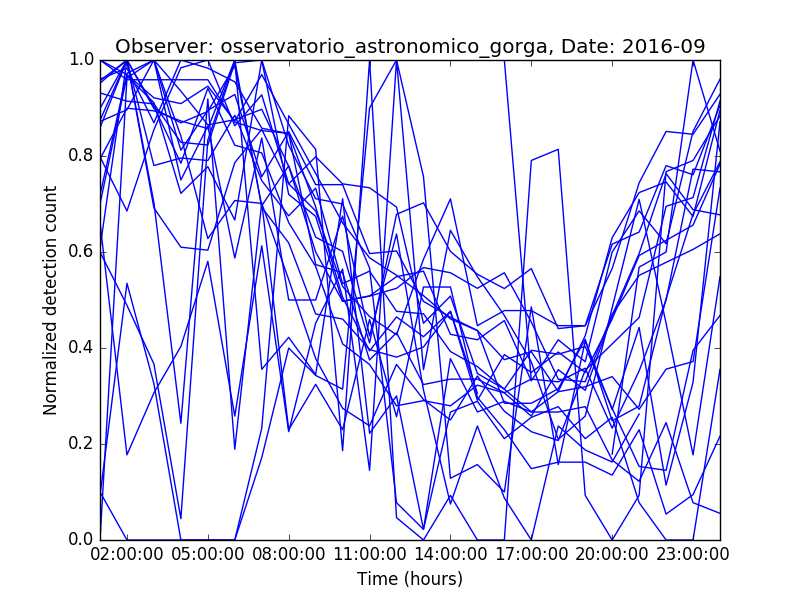 Observer: osservatorio_astronomico_gorga, Date: 2016-09
1.0
0.8
0.6
0.4
0.2
0.0
Normalized detection count
02:00:00 05:00:00 08:00:00 11:00:00 14:00:00 17:00:00 20:00:00 23:00:00
Time (hours)